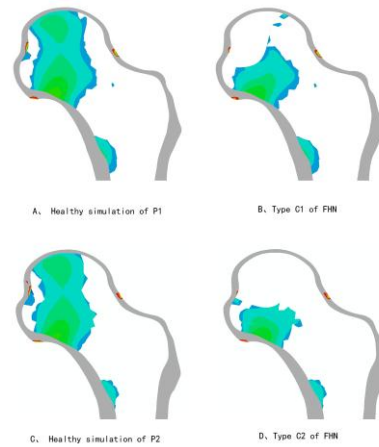 A、 Healthy simulation of P1
B、Type C1 of FHN
C、 Healthy simulation of P2
D、Type C2 of FHN